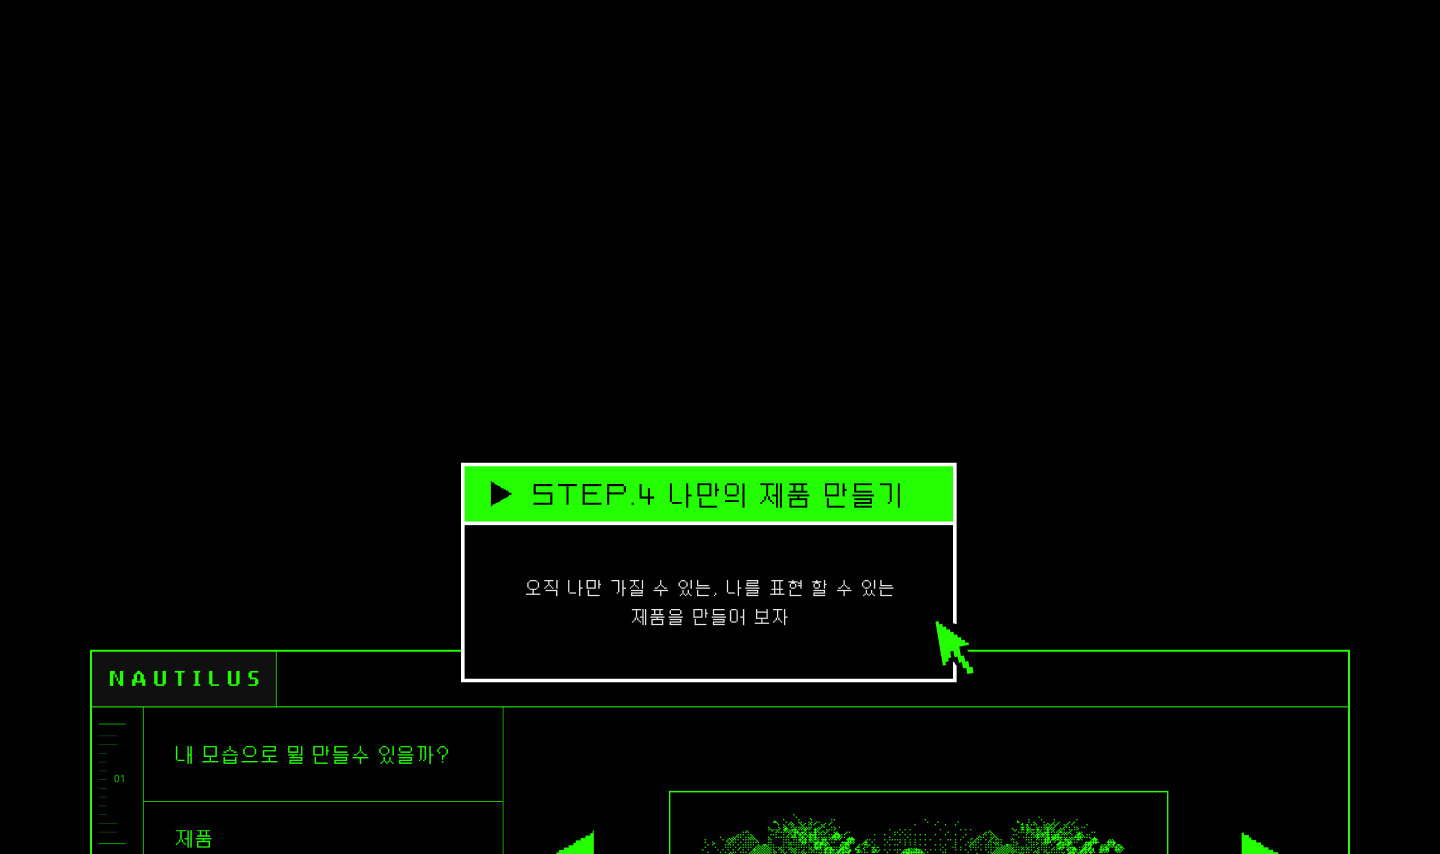 STEP.4 나만의 제품 만들기
오직 나만 가질 수 있는, 나를 표현 할 수 있는
제품을 만들어 보자
NAUTILUS
내 모습으로 뭘 만들수 있을까?
01
제품